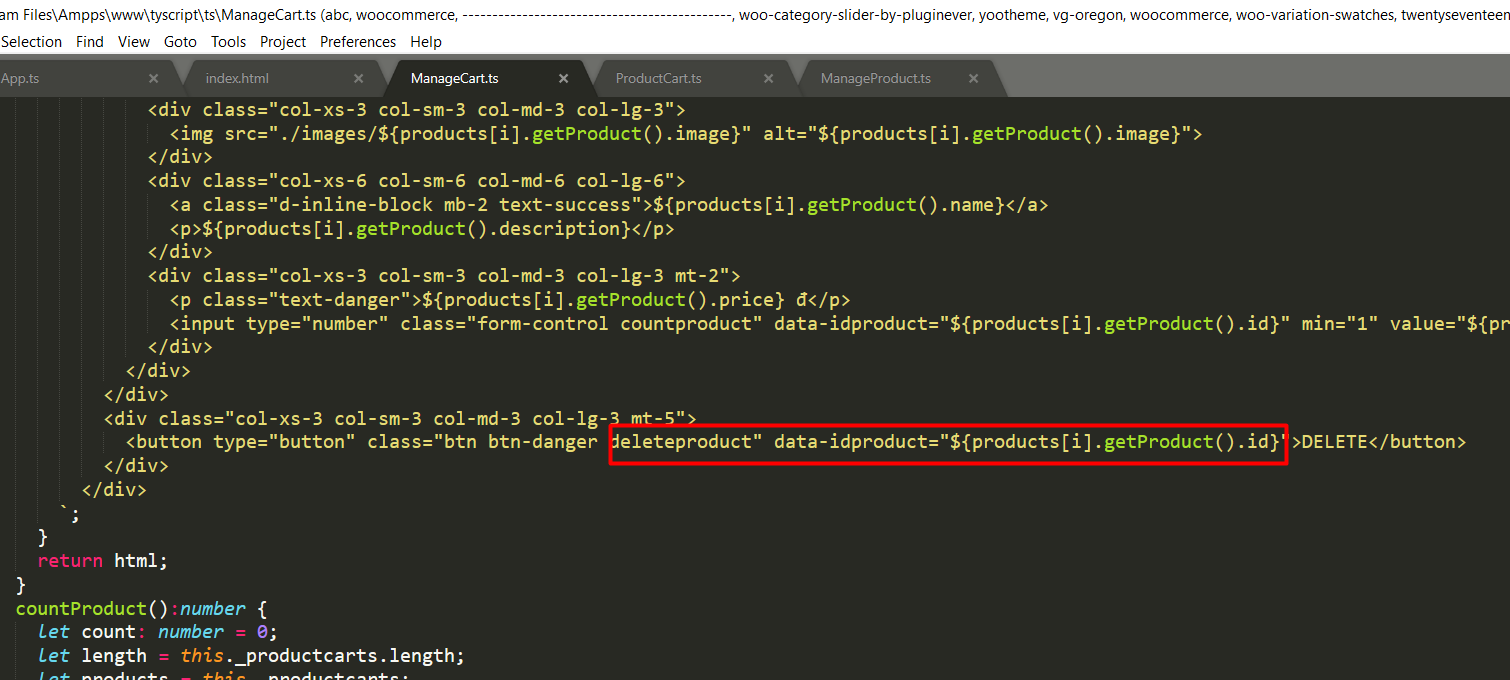 am Files\Ampps\www\tyscript\ts\ManageCart.ts (abc, woocommerce, --------------------------------------------, woo-category-slider-by-pluginever, yootheme, vg-oregon, woocommerce, woo-variation-swatches, twentyseventeen
Selection Find View Goto Tools Project Preferences Help
App.ts × index.html × ManageCart.ts × ProductCart.ts × ManageProduct.ts ×
<div class="col-xs-3 col-sm-3 col-md-3 col-lg-3">
<img src="./images/${products[i].getProduct().image}" alt="${products[i].getProduct().image}">
</div>
<div class="col-xs-6 col-sm-6 col-md-6 col-lg-6">
<a class="d-inline-block mb-2 text-success">${products[i].getProduct().name}</a>
<p>${products[i].getProduct().description}</p>
</div>
<div class="col-xs-3 col-sm-3 col-md-3 col-lg-3 mt-2">
<p class="text-danger">${products[i].getProduct().price} đ</p>
<input type="number" class="form-control countproduct" data-idproduct="${products[i].getProduct().id}" min="1" value="${pr
</div>
</div>
</div>
<div class="col-xs-3 col-sm-3 col-md-3 col-lg-3 mt-5">
<button type="button" class="btn btn-danger deleteproduct" data-idproduct="${products[i].getProduct().id}">DELETE</button>
</div>
</div>
`;
}
return html;
}
countProduct():number {
let count: number = 0;
let length = this._productcarts.length;
let products = this._productcarts;